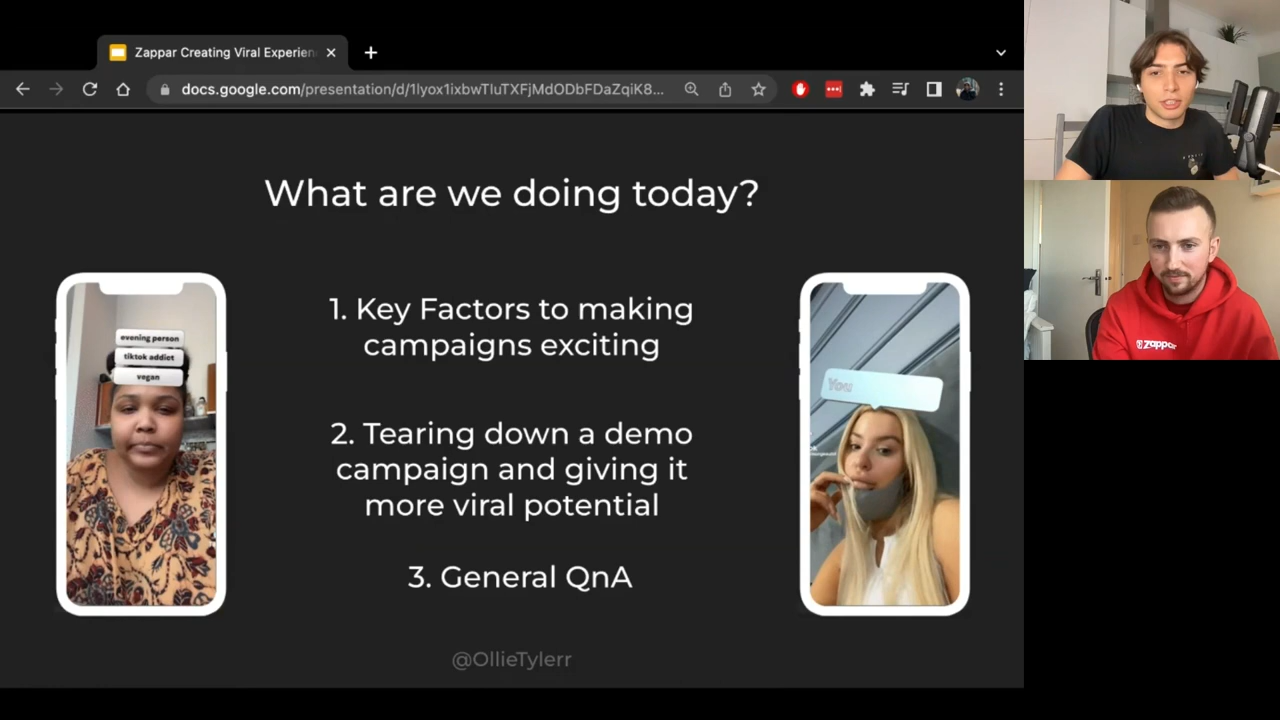 Zappar Creating Viral Experien
docs.google.com/presentation/d/1lyox1ixbwTluTXFjMdODbFDaZqiK8...
What are we doing today?
1. Key Factors to making
campaigns exciting
2. Tearing down a demo
campaign and giving it
more viral potential
3. General QnA
evening person
tiktok addict
vegan
You
@OllieTylerr
zappar